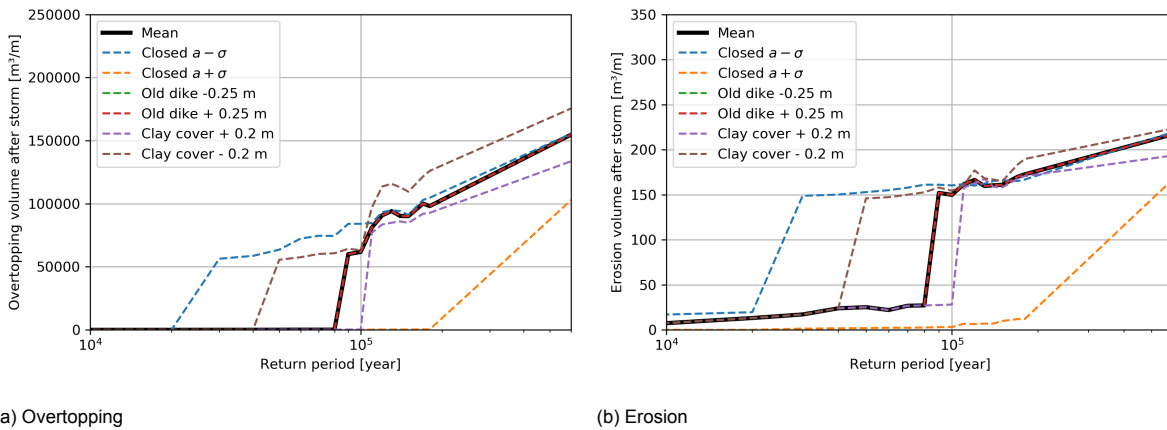 250000
200000
150000
100000
50000
0
Overtopping volume after storm [m³/m]
Mean
Closed a − σ
Closed a + σ
Old dike -0.25 m
Old dike + 0.25 m
Clay cover + 0.2 m
Clay cover - 0.2 m
10⁴
10⁵
Return period [year]
350
300
250
200
150
100
50
0
Erosion volume after storm [m³/m]
Mean
Closed a − σ
Closed a + σ
Old dike -0.25 m
Old dike + 0.25 m
Clay cover + 0.2 m
Clay cover - 0.2 m
10⁴
10⁵
Return period [year]
a) Overtopping
(b) Erosion